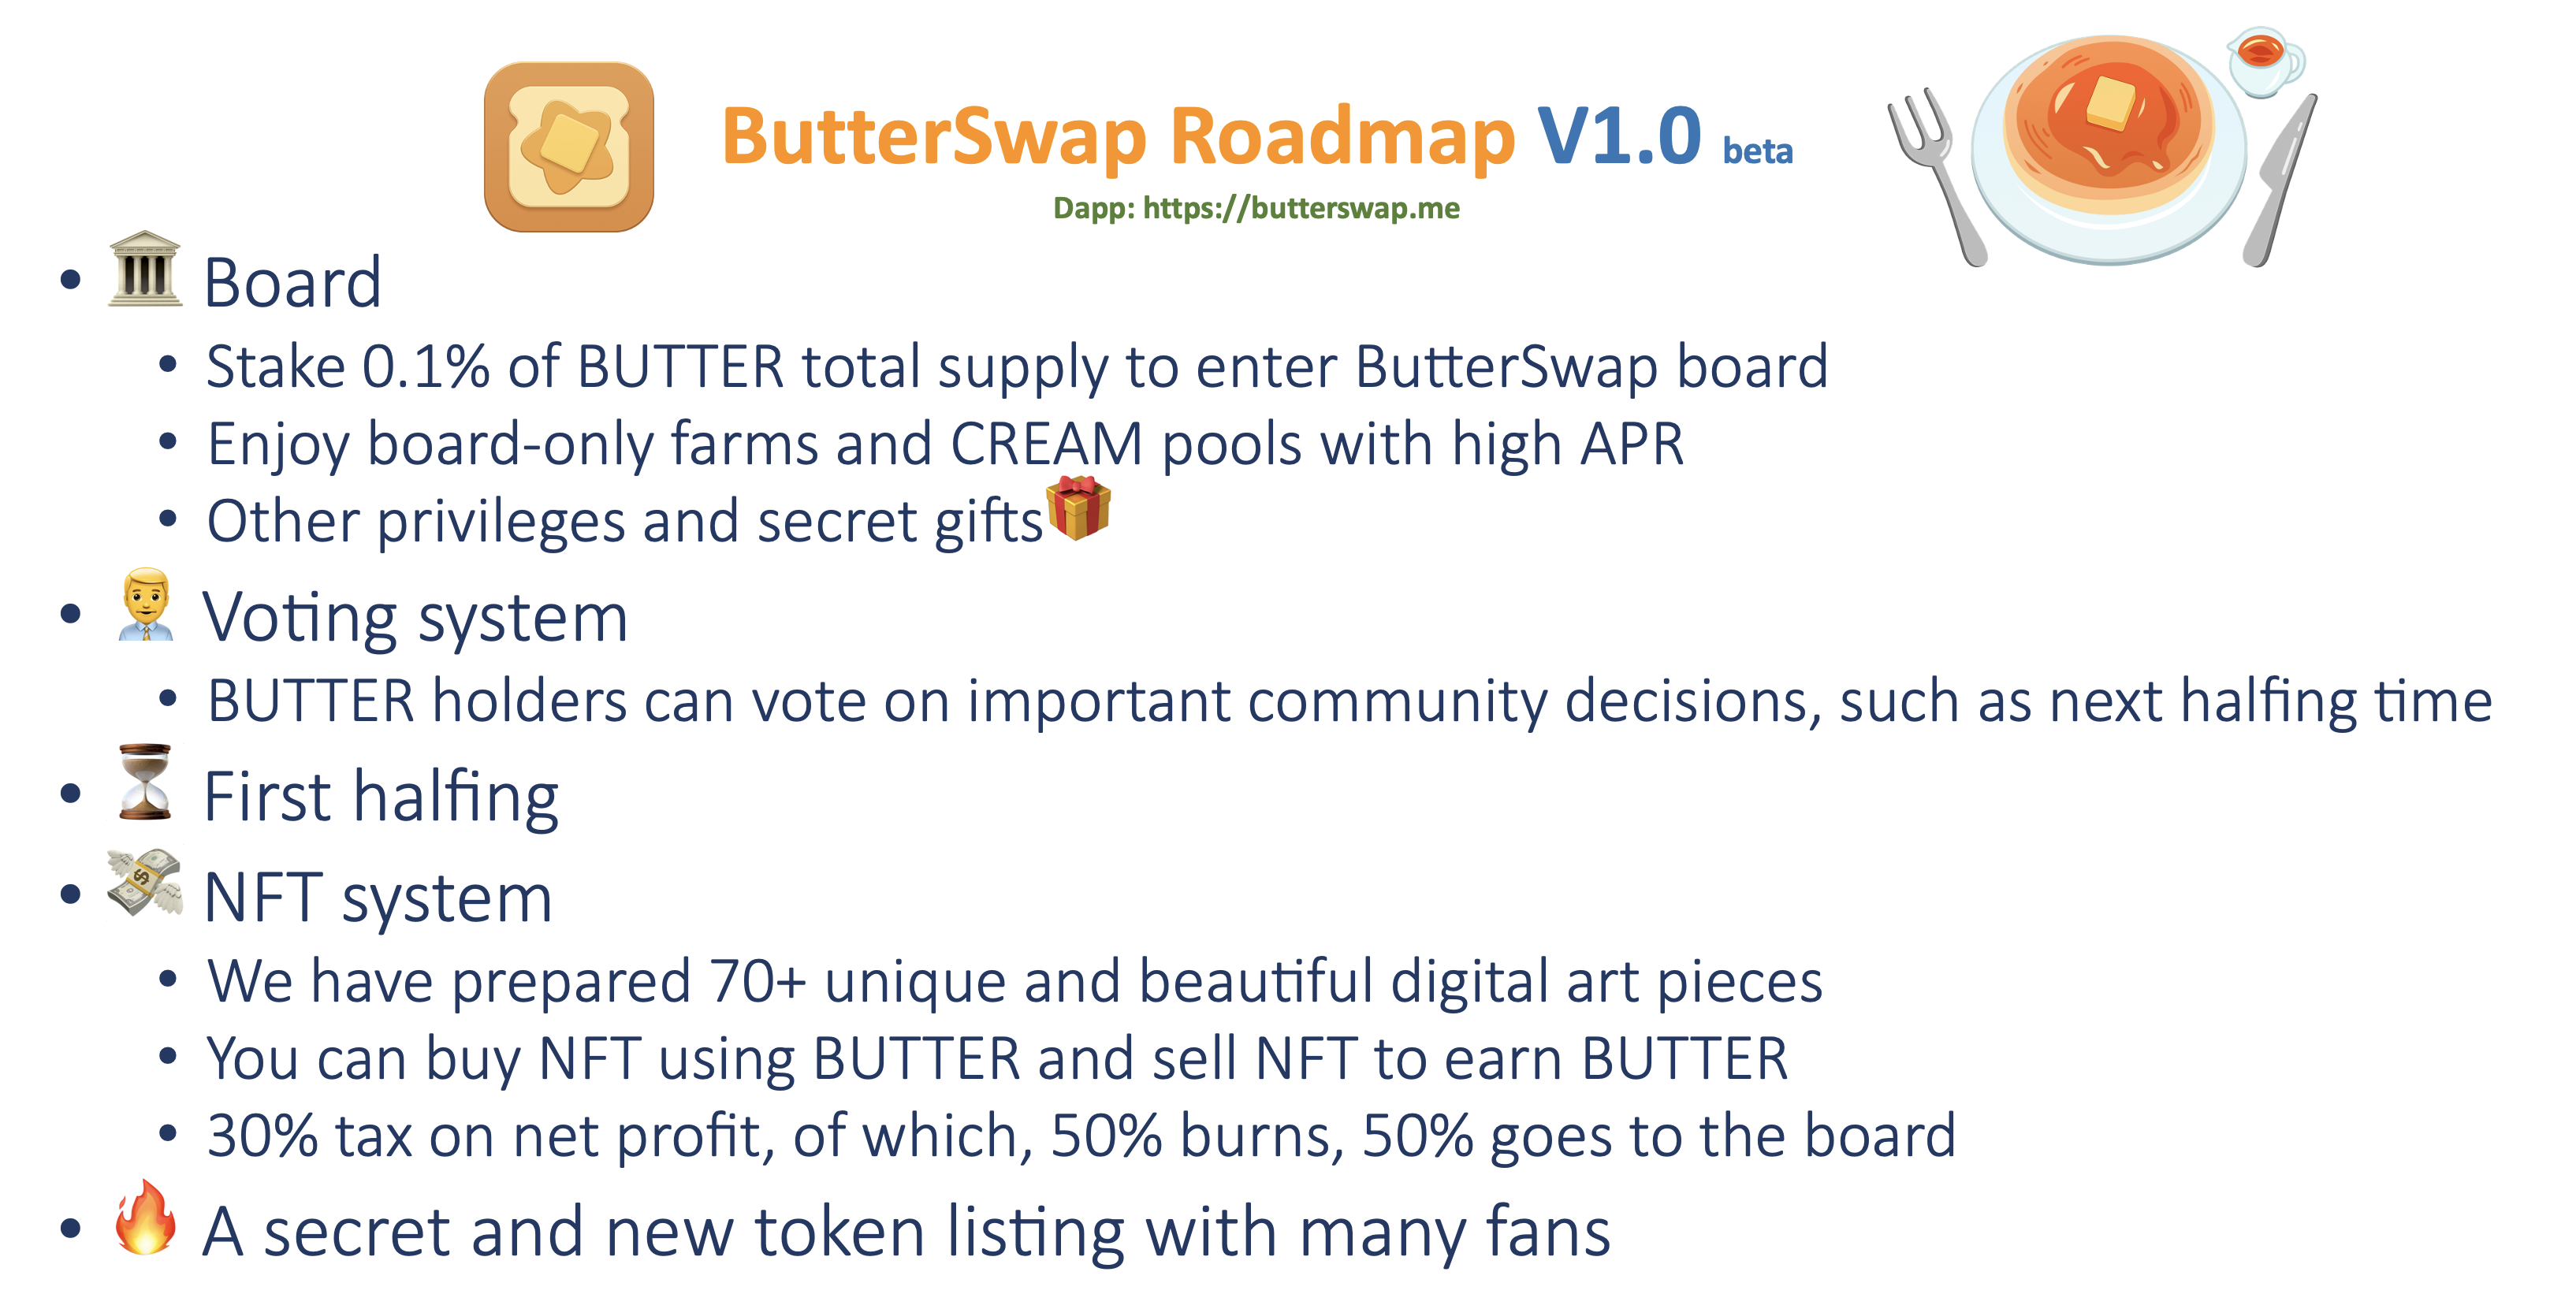 ButterSwap Roadmap V1.0 beta
Dapp: https://butterswap.me
• 🏛 Board
• Stake 0.1% of BUTTER total supply to enter ButterSwap board
• Enjoy board-only farms and CREAM pools with high APR
• Other privileges and secret gifts🎁
• 👨‍💼 Voting system
• BUTTER holders can vote on important community decisions, such as next halfing time
• ⏳ First halfing
• 💸 NFT system
• We have prepared 70+ unique and beautiful digital art pieces
• You can buy NFT using BUTTER and sell NFT to earn BUTTER
• 30% tax on net profit, of which, 50% burns, 50% goes to the board
• 🔥 A secret and new token listing with many fans